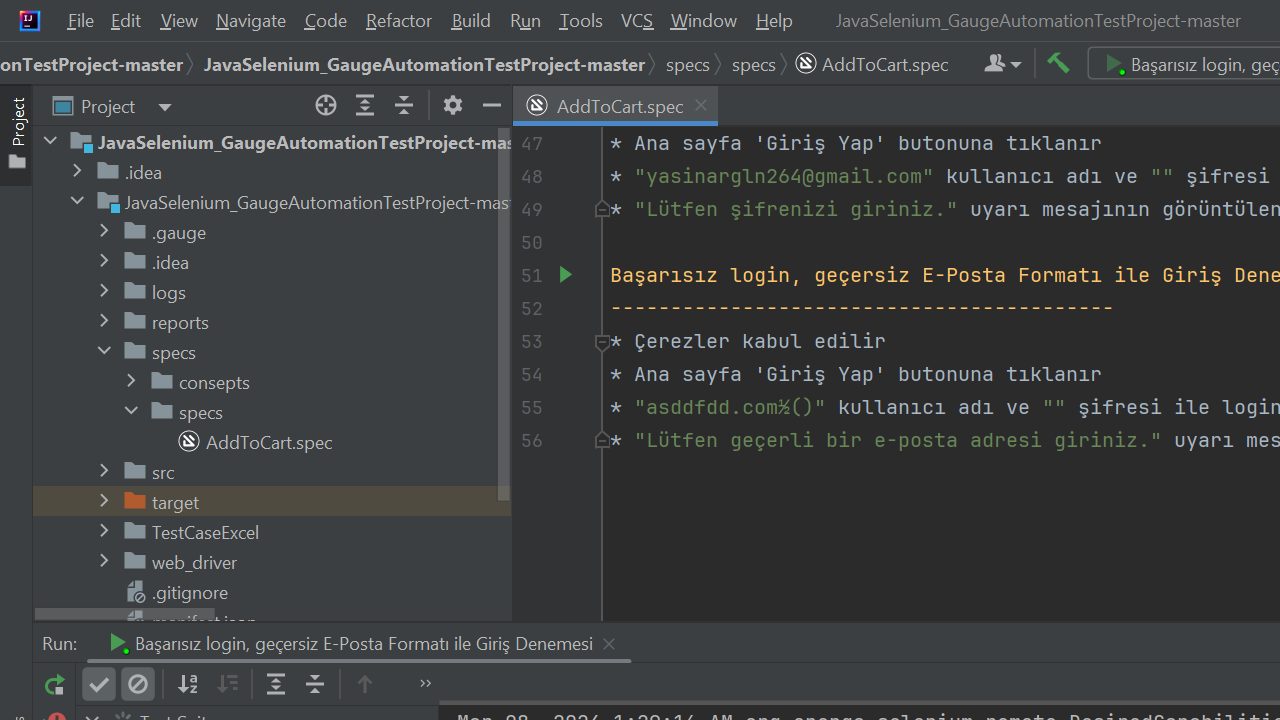 File Edit View Navigate Code Refactor Build Run Tools VCS Window Help JavaSelenium_GaugeAutomationTestProject-master
onTestProject-master JavaSelenium_GaugeAutomationTestProject-master specs specs AddToCart.spec Başarısız login, geç
Project
Project
AddToCart.spec
JavaSelenium_GaugeAutomationTestProject-mas
.idea
JavaSelenium_GaugeAutomationTestProject-mast
.gauge
.idea
logs
reports
specs
consepts
specs
AddToCart.spec
src
target
TestCaseExcel
web_driver
.gitignore
manifest.json
47 * Ana sayfa 'Giriş Yap' butonuna tıklanır
48 * "yasinargln264@gmail.com" kullanıcı adı ve "" şifresi
49 * "Lütfen şifrenizi giriniz." uyarı mesajının görüntülen
50
51 Başarısız login, geçersiz E-Posta Formatı ile Giriş Dene
52 ------------------------------------------
53 * Çerezler kabul edilir
54 * Ana sayfa 'Giriş Yap' butonuna tıklanır
55 * "asddfdd.com½()" kullanıcı adı ve "" şifresi ile login
56 * "Lütfen geçerli bir e-posta adresi giriniz." uyarı mes
Run: Başarısız login, geçersiz E-Posta Formatı ile Giriş Denemesi